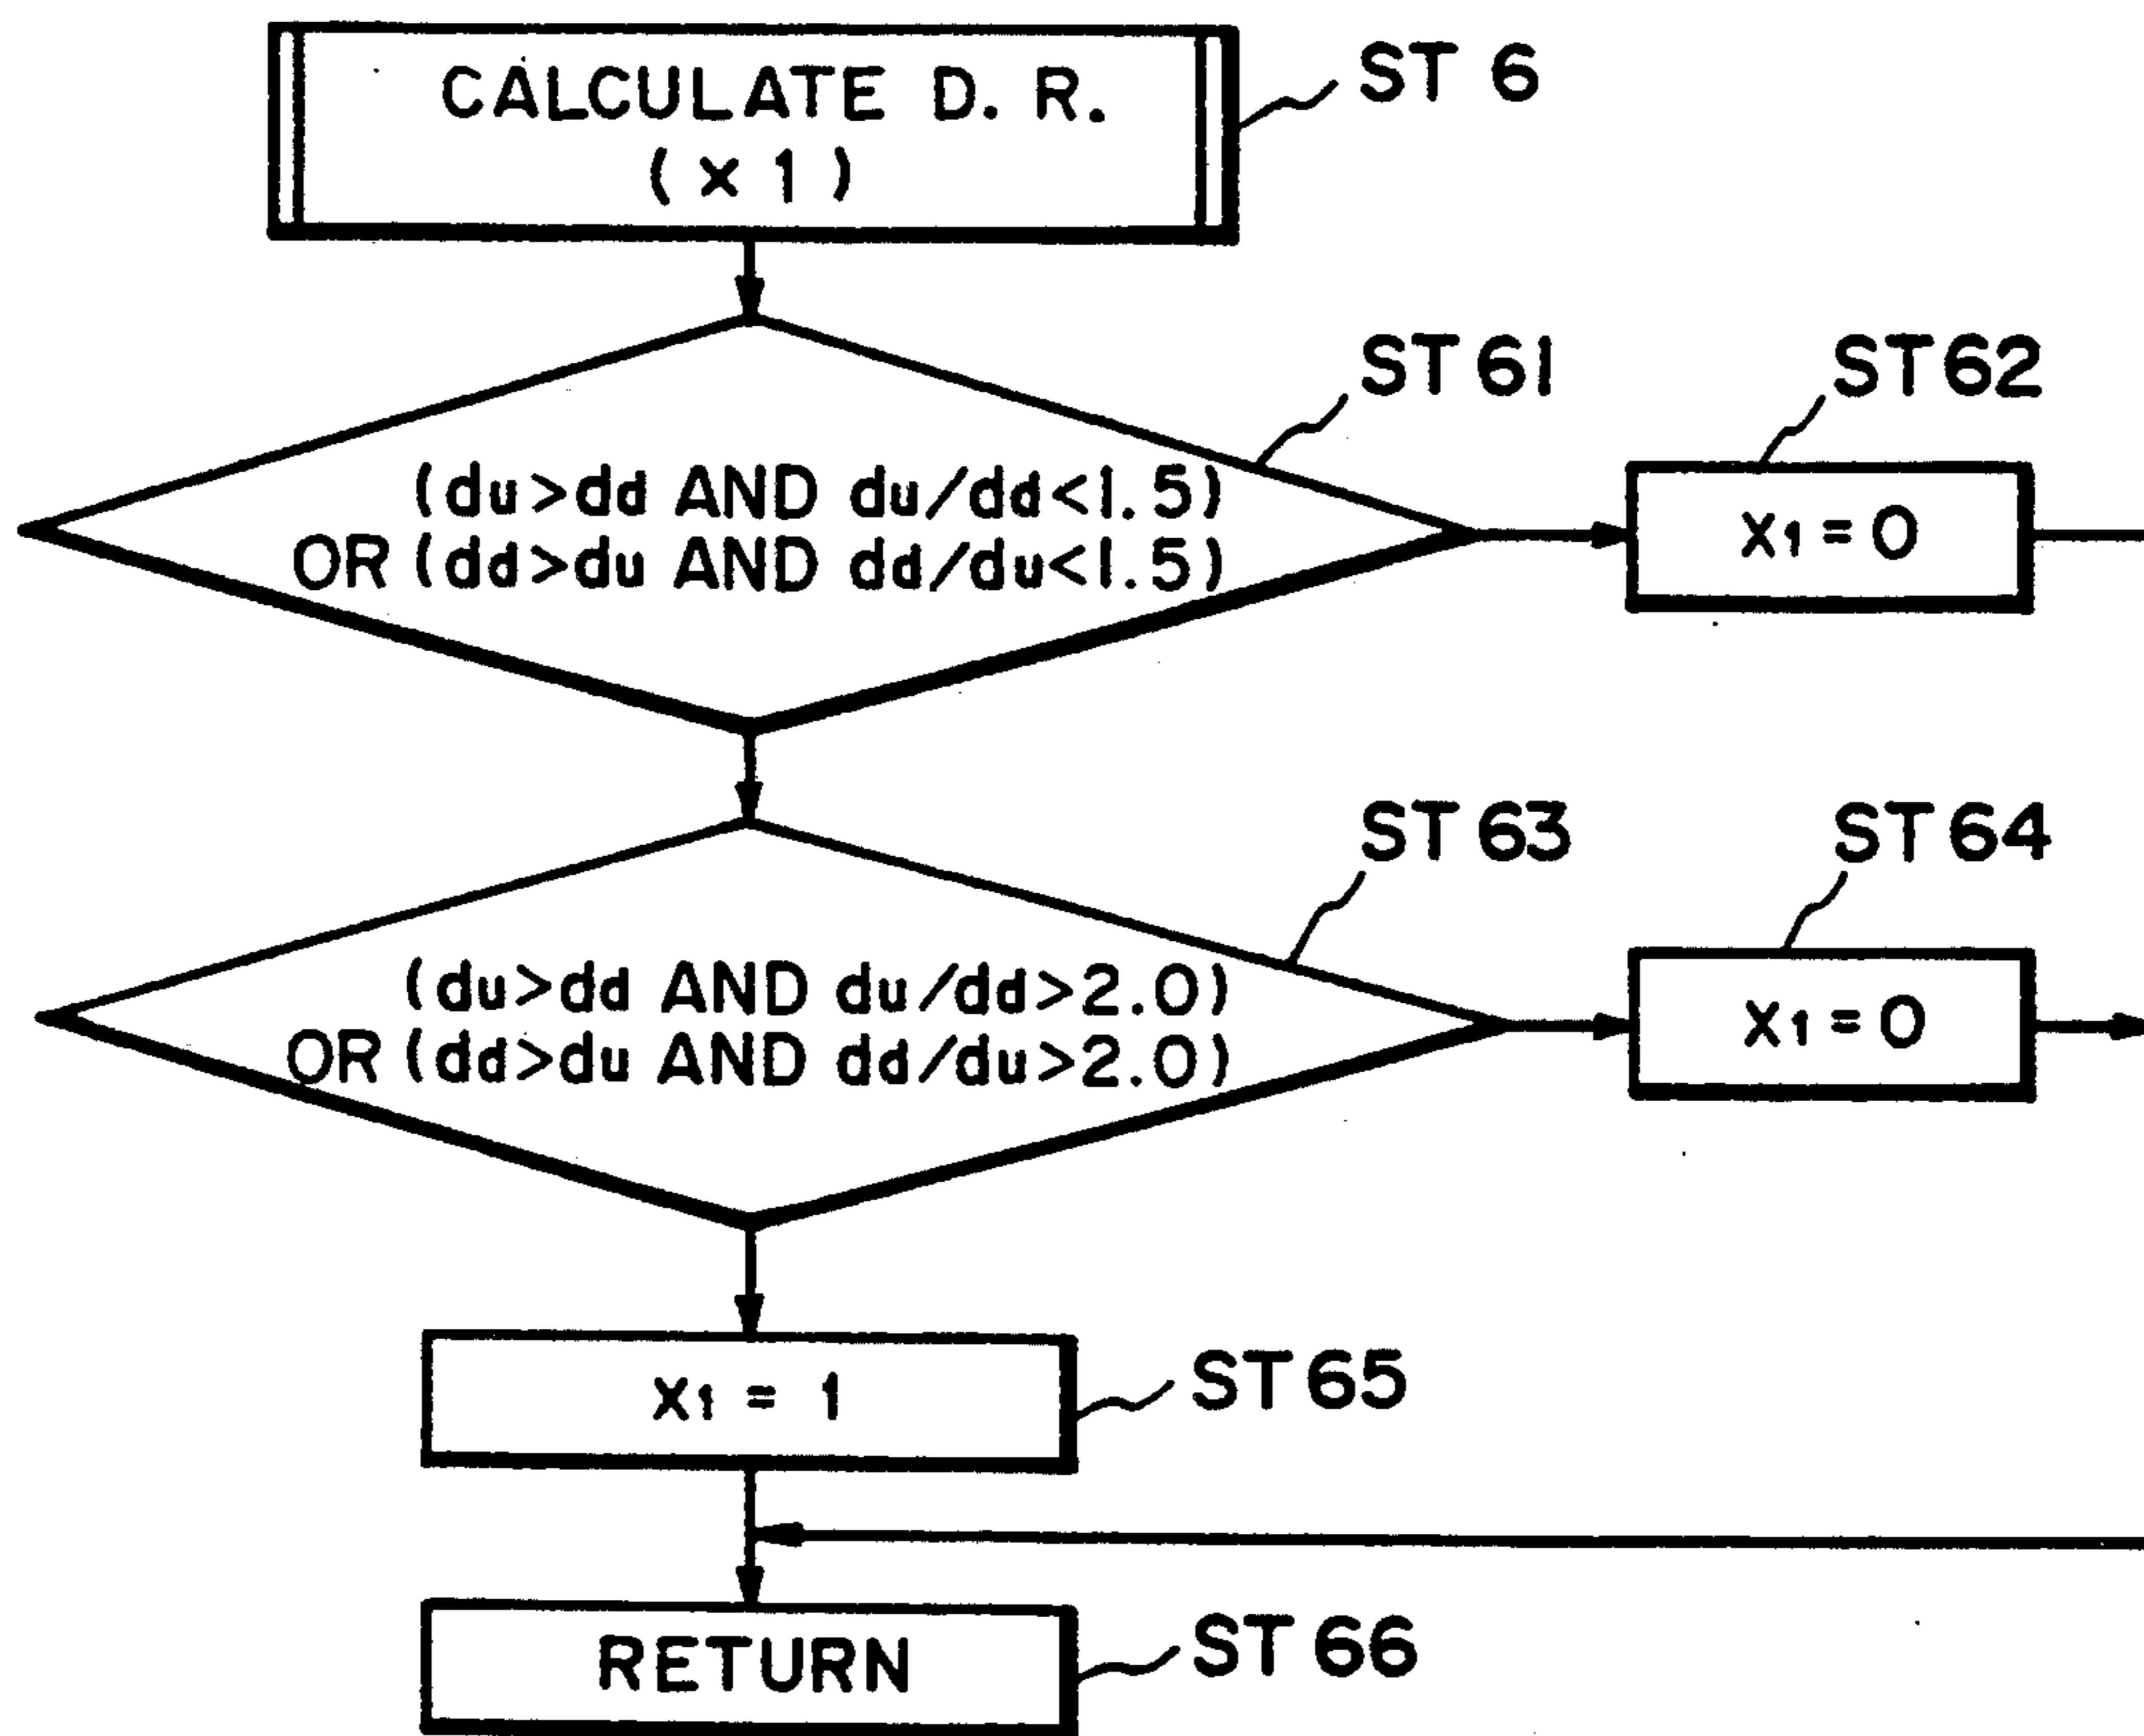 CALCULATE D. R.
(x 1)
ST 6
ST 61
ST 62
(du>dd AND du/dd<1.5)
OR (dd>du AND dd/du<1.5)
x1 = 0
ST 63
ST 64
(du>dd AND du/dd>2.0)
OR (dd>du AND dd/du>2.0)
x1 = 0
x1 = 1
ST 65
RETURN
ST 66